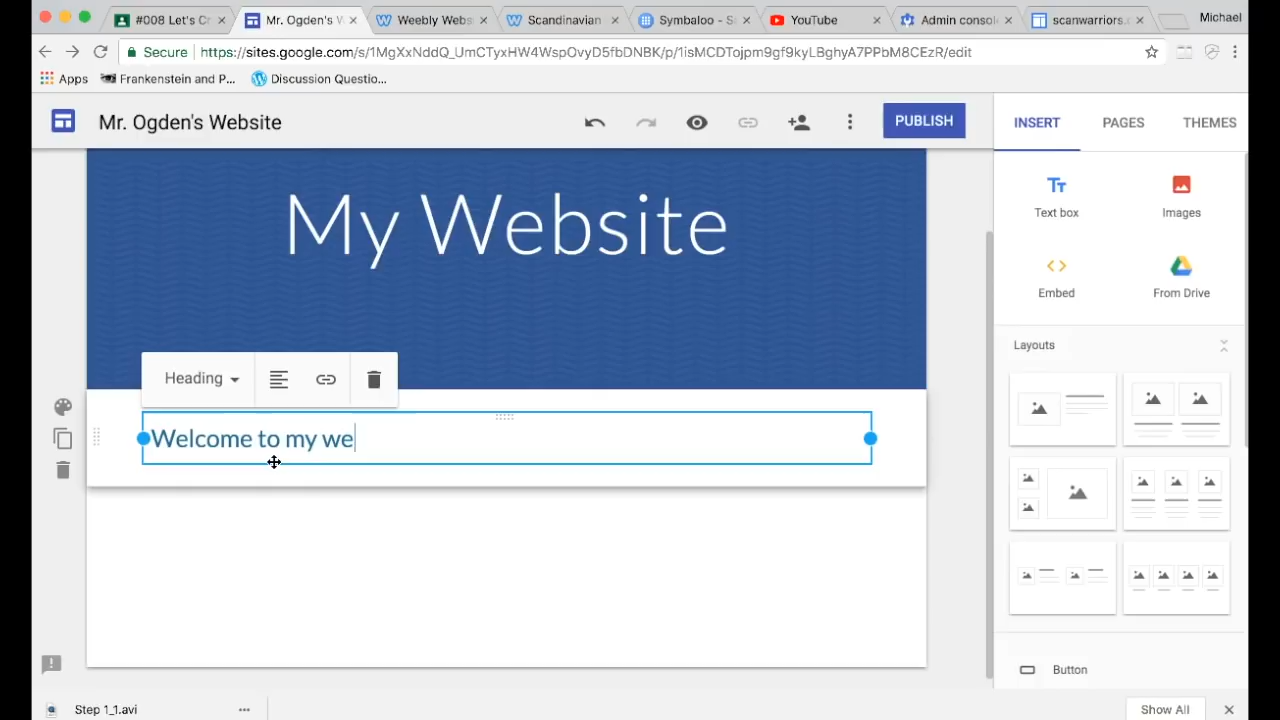 #008 Let's Cr
Mr. Ogden's W
Weebly Webs
Scandinavian
Symbaloo - S
YouTube
Admin consol
scanwarriors.c
Michael
Secure
https://sites.google.com/s/1MgXxNddQ_UmCTyxHW4WspOvyD5fbDNBK/p/1isMCDTojpm9gf9kyLBghyA7PPbM8CEzR/edit
Apps
Frankenstein and P...
Discussion Questio...
Mr. Ogden's Website
PUBLISH
INSERT
PAGES
THEMES
My Website
Text box
Images
Embed
From Drive
Layouts
Heading
Welcome to my we
Button
Step 1_1.avi
Show All